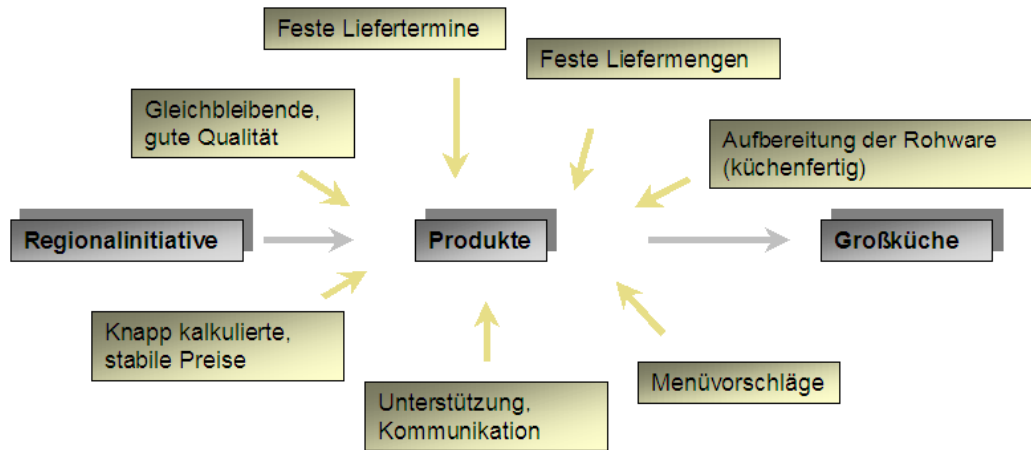 Feste Liefertermine
Feste Liefermengen
Gleichbleibende,
gute Qualität
Aufbereitung der Rohware
(küchenfertig)
Regionalinitiative
Produkte
Großküche
Knapp kalkulierte,
stabile Preise
Unterstützung,
Kommunikation
Menüvorschläge